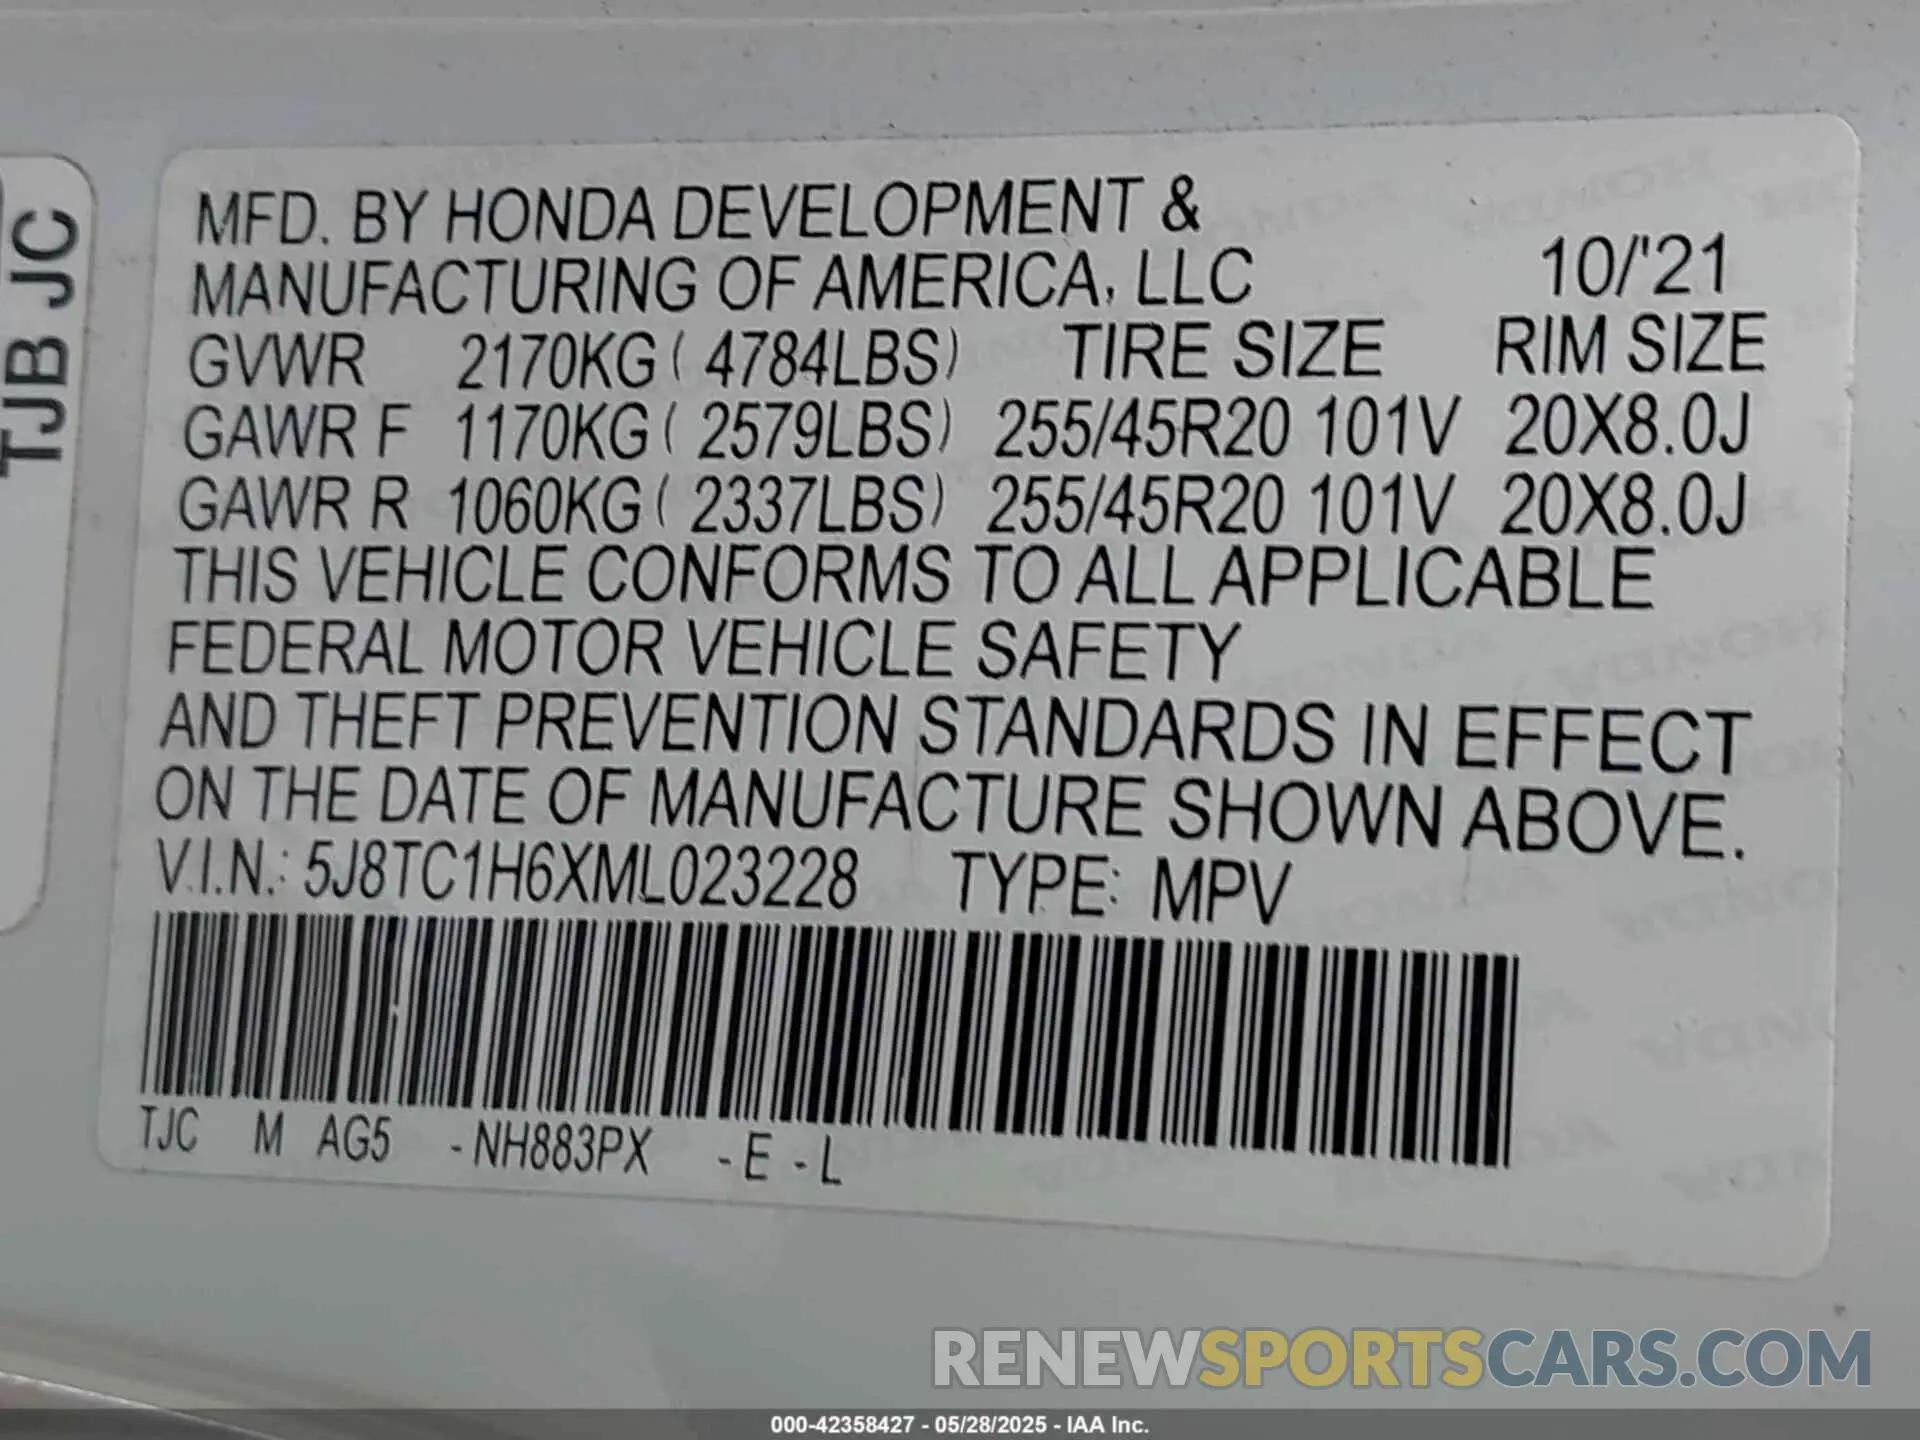 TJB JC
MFD. BY HONDA DEVELOPMENT &
MANUFACTURING OF AMERICA, LLC 10/'21
GVWR 2170KG ( 4784LBS) TIRE SIZE RIM SIZE
GAWR F 1170KG ( 2579LBS) 255/45R20 101V 20X8.0J
GAWR R 1060KG ( 2337LBS) 255/45R20 101V 20X8.0J
THIS VEHICLE CONFORMS TO ALL APPLICABLE
FEDERAL MOTOR VEHICLE SAFETY
AND THEFT PREVENTION STANDARDS IN EFFECT
ON THE DATE OF MANUFACTURE SHOWN ABOVE.
V.I.N.: 5J8TC1H6XML023228 TYPE: MPV
TJC M AG5 -NH883PX -E-L
RENEWSPORTSCARS.COM
000-42358427 - 05/28/2025 - IAA Inc.